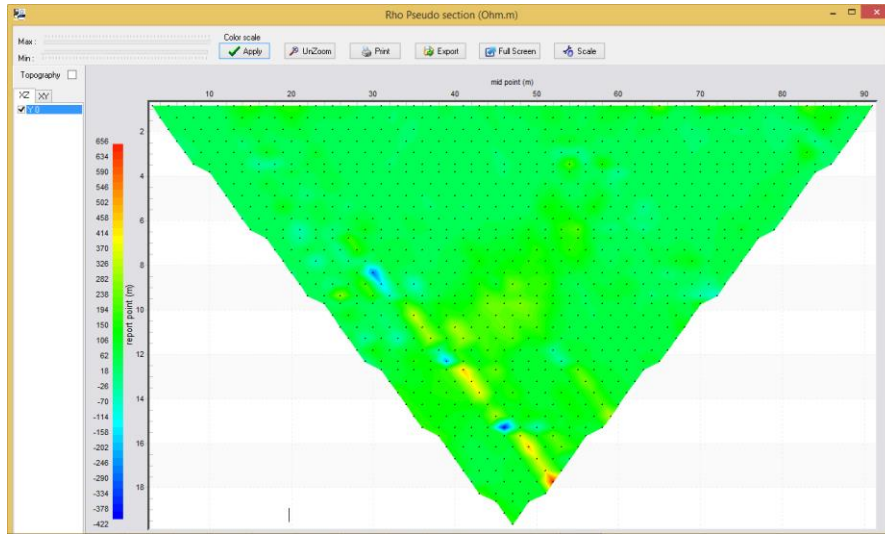 Rho Pseudo section (Ohm.m)
Max :
Min :
Color scale
Apply
UnZoom
Print
Export
Full Screen
Scale
Topography
XZ XY
Y 0
mid point (m)
10 20 30 40 50 60 70 80 90
report point (m)
2
4
6
8
10
12
14
16
18
656
634
590
546
502
458
414
370
326
282
238
194
150
106
62
18
-26
-70
-114
-158
-202
-246
-290
-334
-378
-422